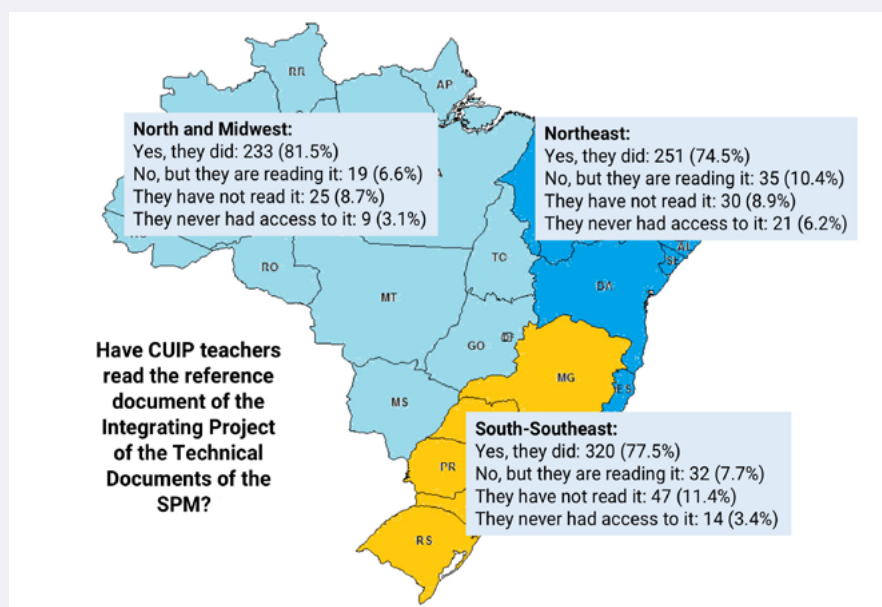 RR
AP
North and Midwest:
Yes, they did: 233 (81.5%)
No, but they are reading it: 19 (6.6%)
They have not read it: 25 (8.7%)
They never had access to it: 9 (3.1%)
Northeast:
Yes, they did: 251 (74.5%)
No, but they are reading it: 35 (10.4%)
They have not read it: 30 (8.9%)
They never had access to it: 21 (6.2%)
AL
SE
RO
TO
BA
MT
GO
DF
MG
ES
MS
Have CUIP teachers
read the reference
document of the
Integrating Project
of the Technical
Documents of the
SPM?
South-Southeast:
Yes, they did: 320 (77.5%)
No, but they are reading it: 32 (7.7%)
They have not read it: 47 (11.4%)
They never had access to it: 14 (3.4%)
PR
RS